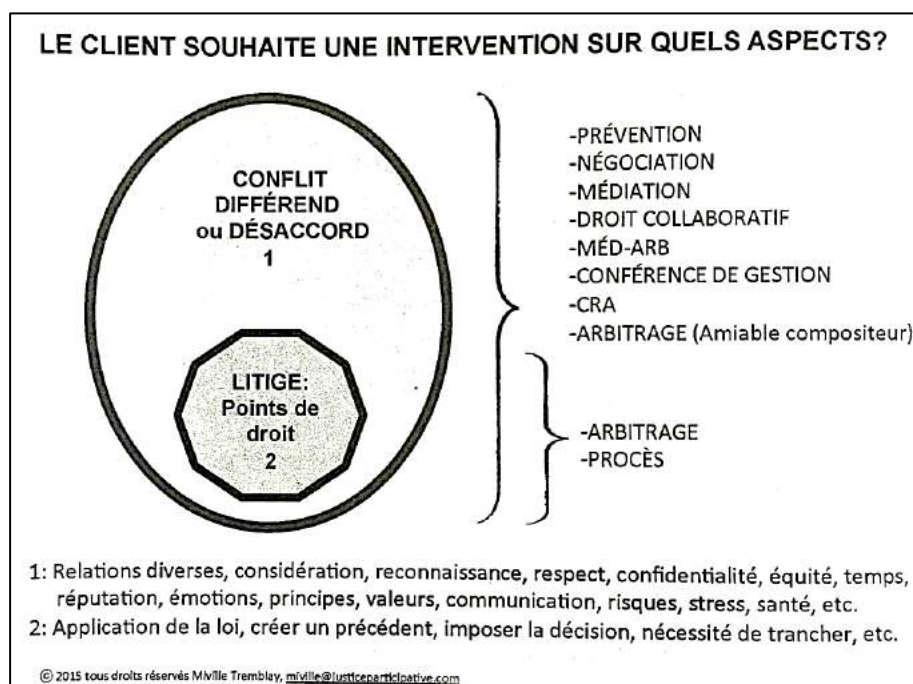 LE CLIENT SOUHAITE UNE INTERVENTION SUR QUELS ASPECTS?
CONFLIT
DIFFÉREND
ou DÉSACCORD
1
LITIGE:
Points de
droit
2
-PRÉVENTION
-NÉGOCIATION
-MÉDIATION
-DROIT COLLABORATIF
-MÉD-ARB
-CONFÉRENCE DE GESTION
-CRA
-ARBITRAGE (Amiable compositeur)
-ARBITRAGE
-PROCÈS
1: Relations diverses, considération, reconnaissance, respect, confidentialité, équité, temps,
réputation, émotions, principes, valeurs, communication, risques, stress, santé, etc.
2: Application de la loi, créer un précédent, imposer la décision, nécessité de trancher, etc.
© 2015 tous droits réservés Miville Tremblay, miville@justiceparticipative.com